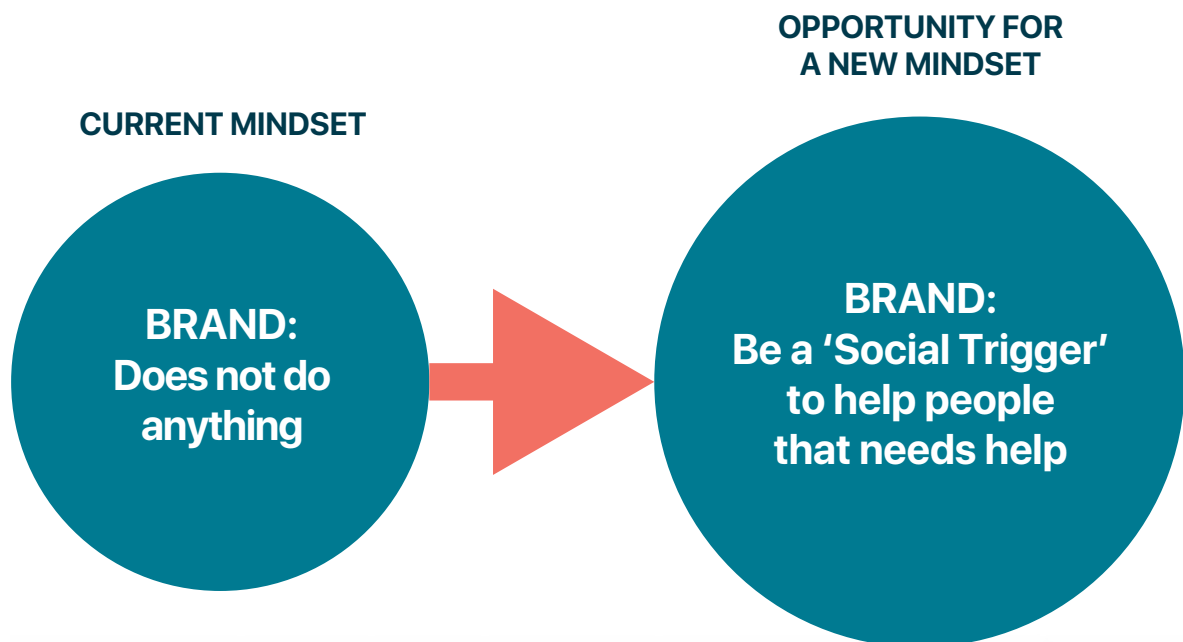 CURRENT MINDSET
BRAND:
Does not do
anything
OPPORTUNITY FOR
A NEW MINDSET
BRAND:
Be a ‘Social Trigger’
to help people
that needs help